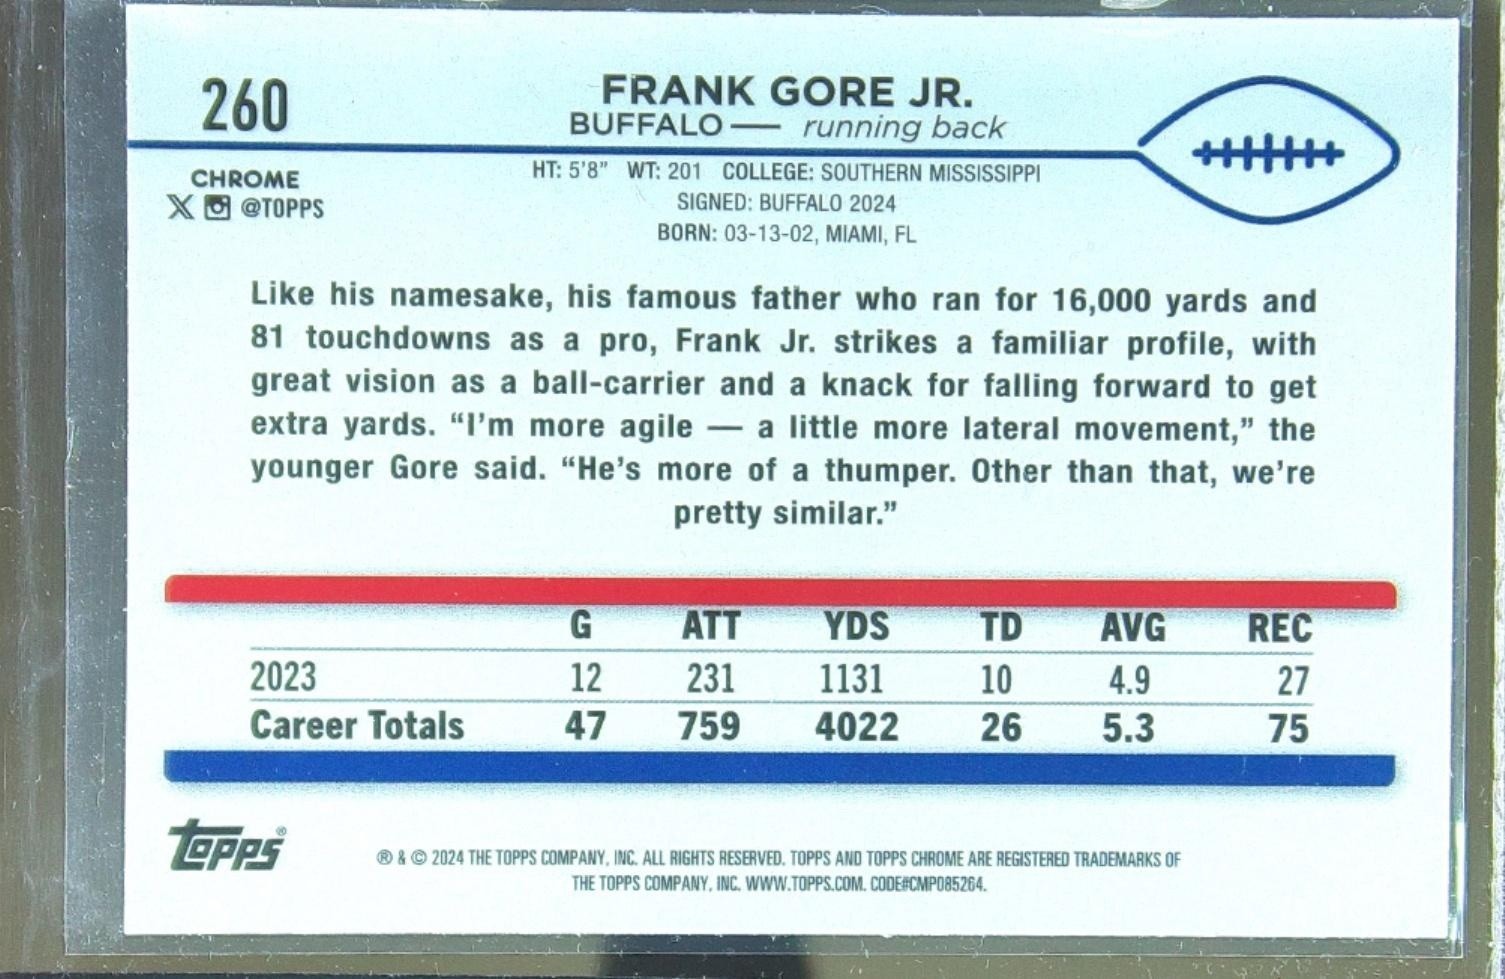 260
FRANK GORE JR.
BUFFALO — running back
CHROME
@TOPPS
HT: 5'8" WT: 201 COLLEGE: SOUTHERN MISSISSIPPI
SIGNED: BUFFALO 2024
BORN: 03-13-02, MIAMI, FL
Like his namesake, his famous father who ran for 16,000 yards and
81 touchdowns as a pro, Frank Jr. strikes a familiar profile, with
great vision as a ball-carrier and a knack for falling forward to get
extra yards. “I’m more agile — a little more lateral movement,” the
younger Gore said. “He’s more of a thumper. Other than that, we’re
pretty similar.”
G ATT YDS TD AVG REC
2023 12 231 1131 10 4.9 27
Career Totals 47 759 4022 26 5.3 75
topps®
® & © 2024 THE TOPPS COMPANY, INC. ALL RIGHTS RESERVED. TOPPS AND TOPPS CHROME ARE REGISTERED TRADEMARKS OF
THE TOPPS COMPANY, INC. WWW.TOPPS.COM. CODE#CMP085264.